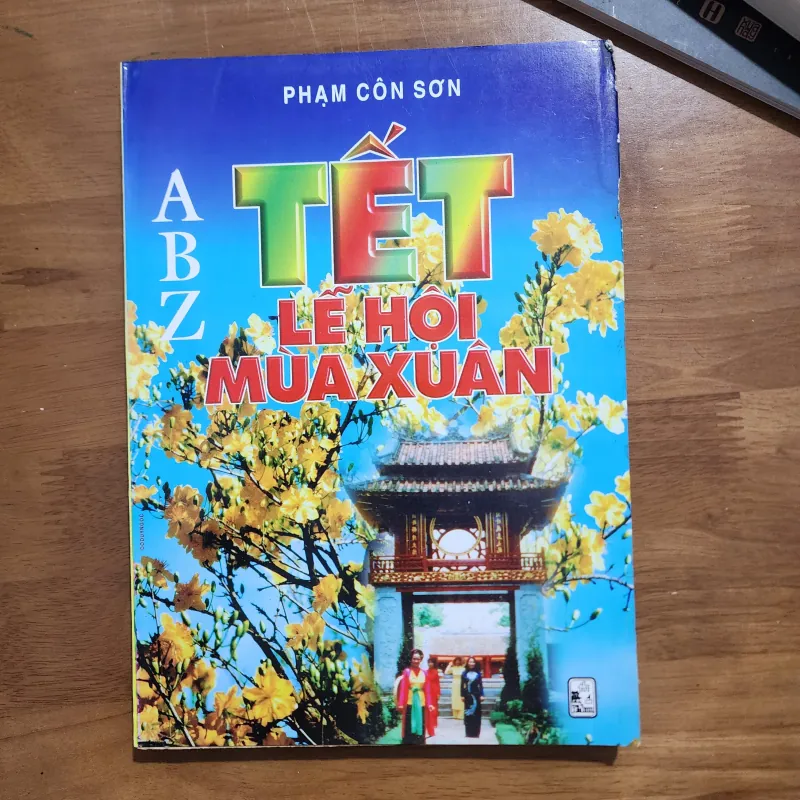 PHẠM CÔN SƠN
A
B
Z
TẾT
LỄ HỘI
MÙA XUÂN
H